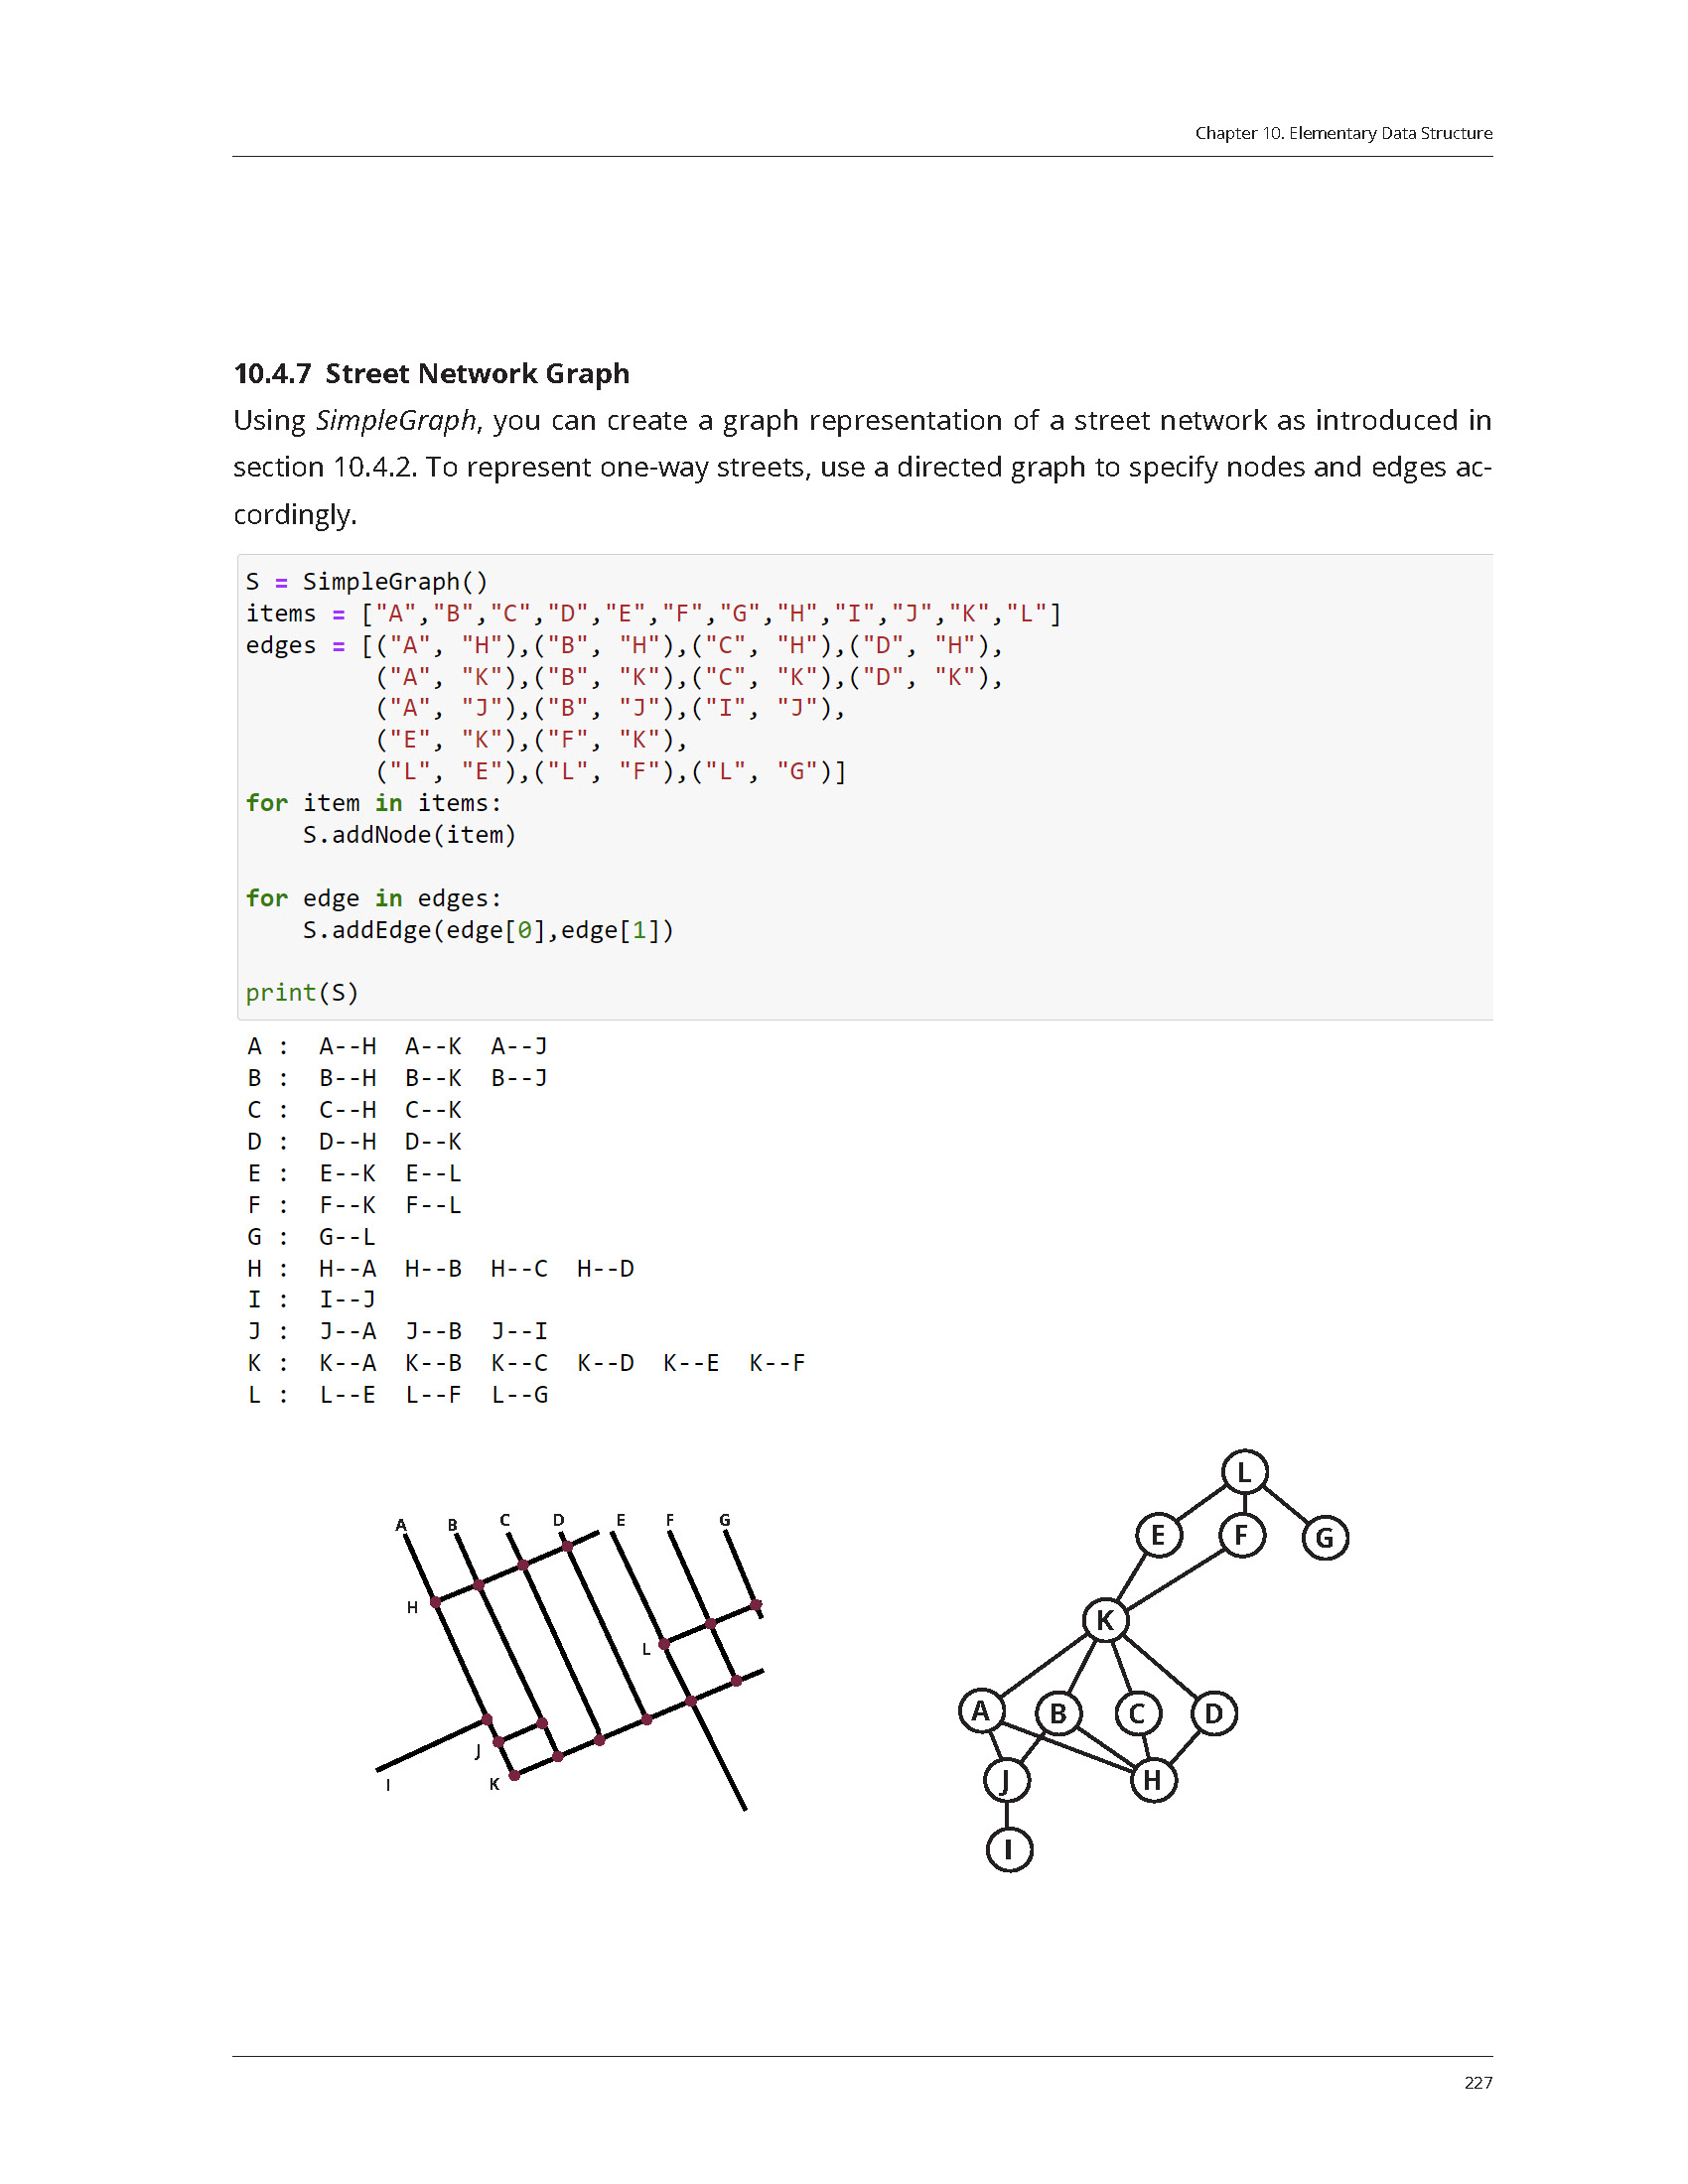 Chapter 10. Elementary Data Structure
10.4.7 Street Network Graph
Using SimpleGraph, you can create a graph representation of a street network as introduced in
section 10.4.2. To represent one-way streets, use a directed graph to specify nodes and edges ac-
cordingly.
S = SimpleGraph()
items = ["A","B","C","D","E","F","G","H","I","J","K","L"]
edges = [("A", "H"),("B", "H"),("C", "H"),("D", "H"),
("A", "K"),("B", "K"),("C", "K"),("D", "K"),
("A", "J"),("B", "J"),("I", "J"),
("E", "K"),("F", "K"),
("L", "E"),("L", "F"),("L", "G")]
for item in items:
S.addNode(item)
for edge in edges:
S.addEdge(edge[0],edge[1])
print(S)
A : A--H A--K A--J
B : B--H B--K B--J
C : C--H C--K
D : D--H D--K
E : E--K E--L
F : F--K F--L
G : G--L
H : H--A H--B H--C H--D
I : I--J
J : J--A J--B J--I
K : K--A K--B K--C K--D K--E K--F
L : L--E L--F L--G
A B C D E F G
H
L
J
I
K
L
E F G
K
A B C D
J H
I
227